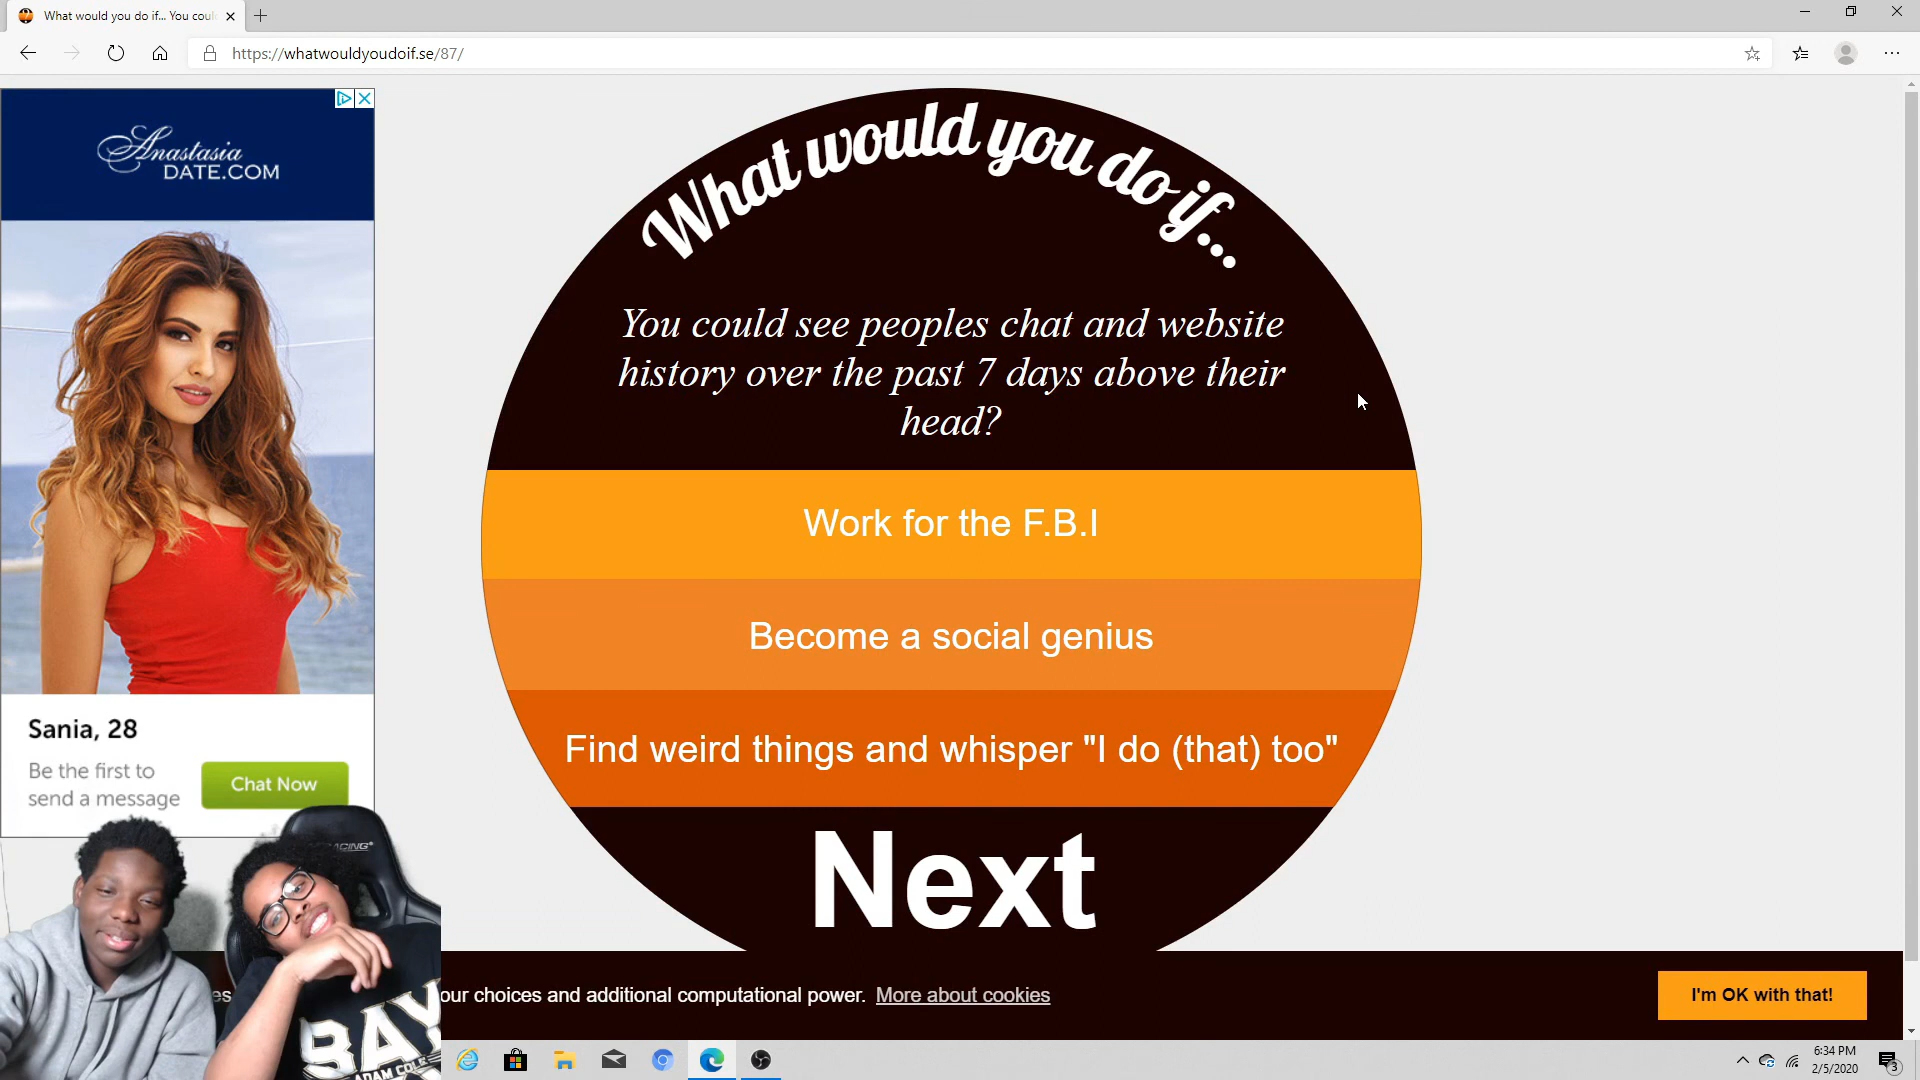 What would you do if... You coul
https://whatwouldyoudoif.se/87/
Anastasia
DATE.COM
Sania, 28
Be the first to
send a message
Chat Now
What would you do if...
You could see peoples chat and website
history over the past 7 days above their
head?
Work for the F.B.I
Become a social genius
Find weird things and whisper "I do (that) too"
Next
our choices and additional computational power. More about cookies
I'm OK with that!
BAY
ADAM COLE
6:34 PM
2/5/2020
3